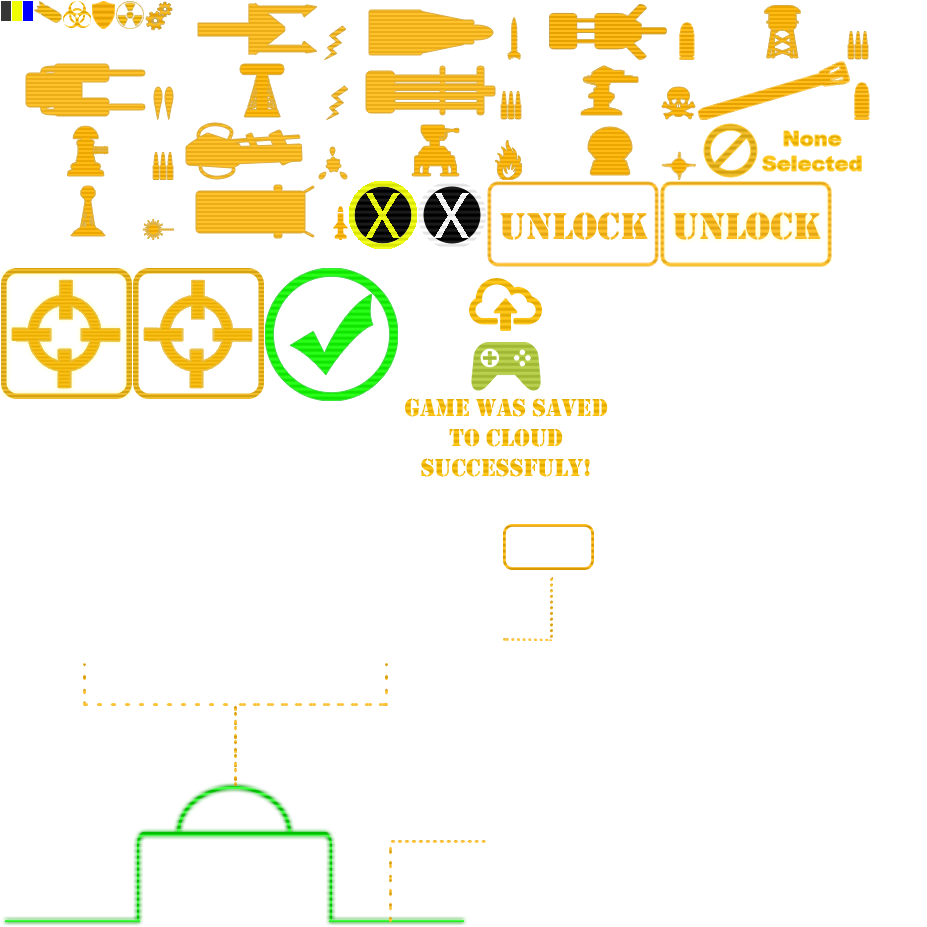 None
Selected
X
X
UNLOCK
UNLOCK
GAME WAS SAVED
TO CLOUD
SUCCESSFULY!